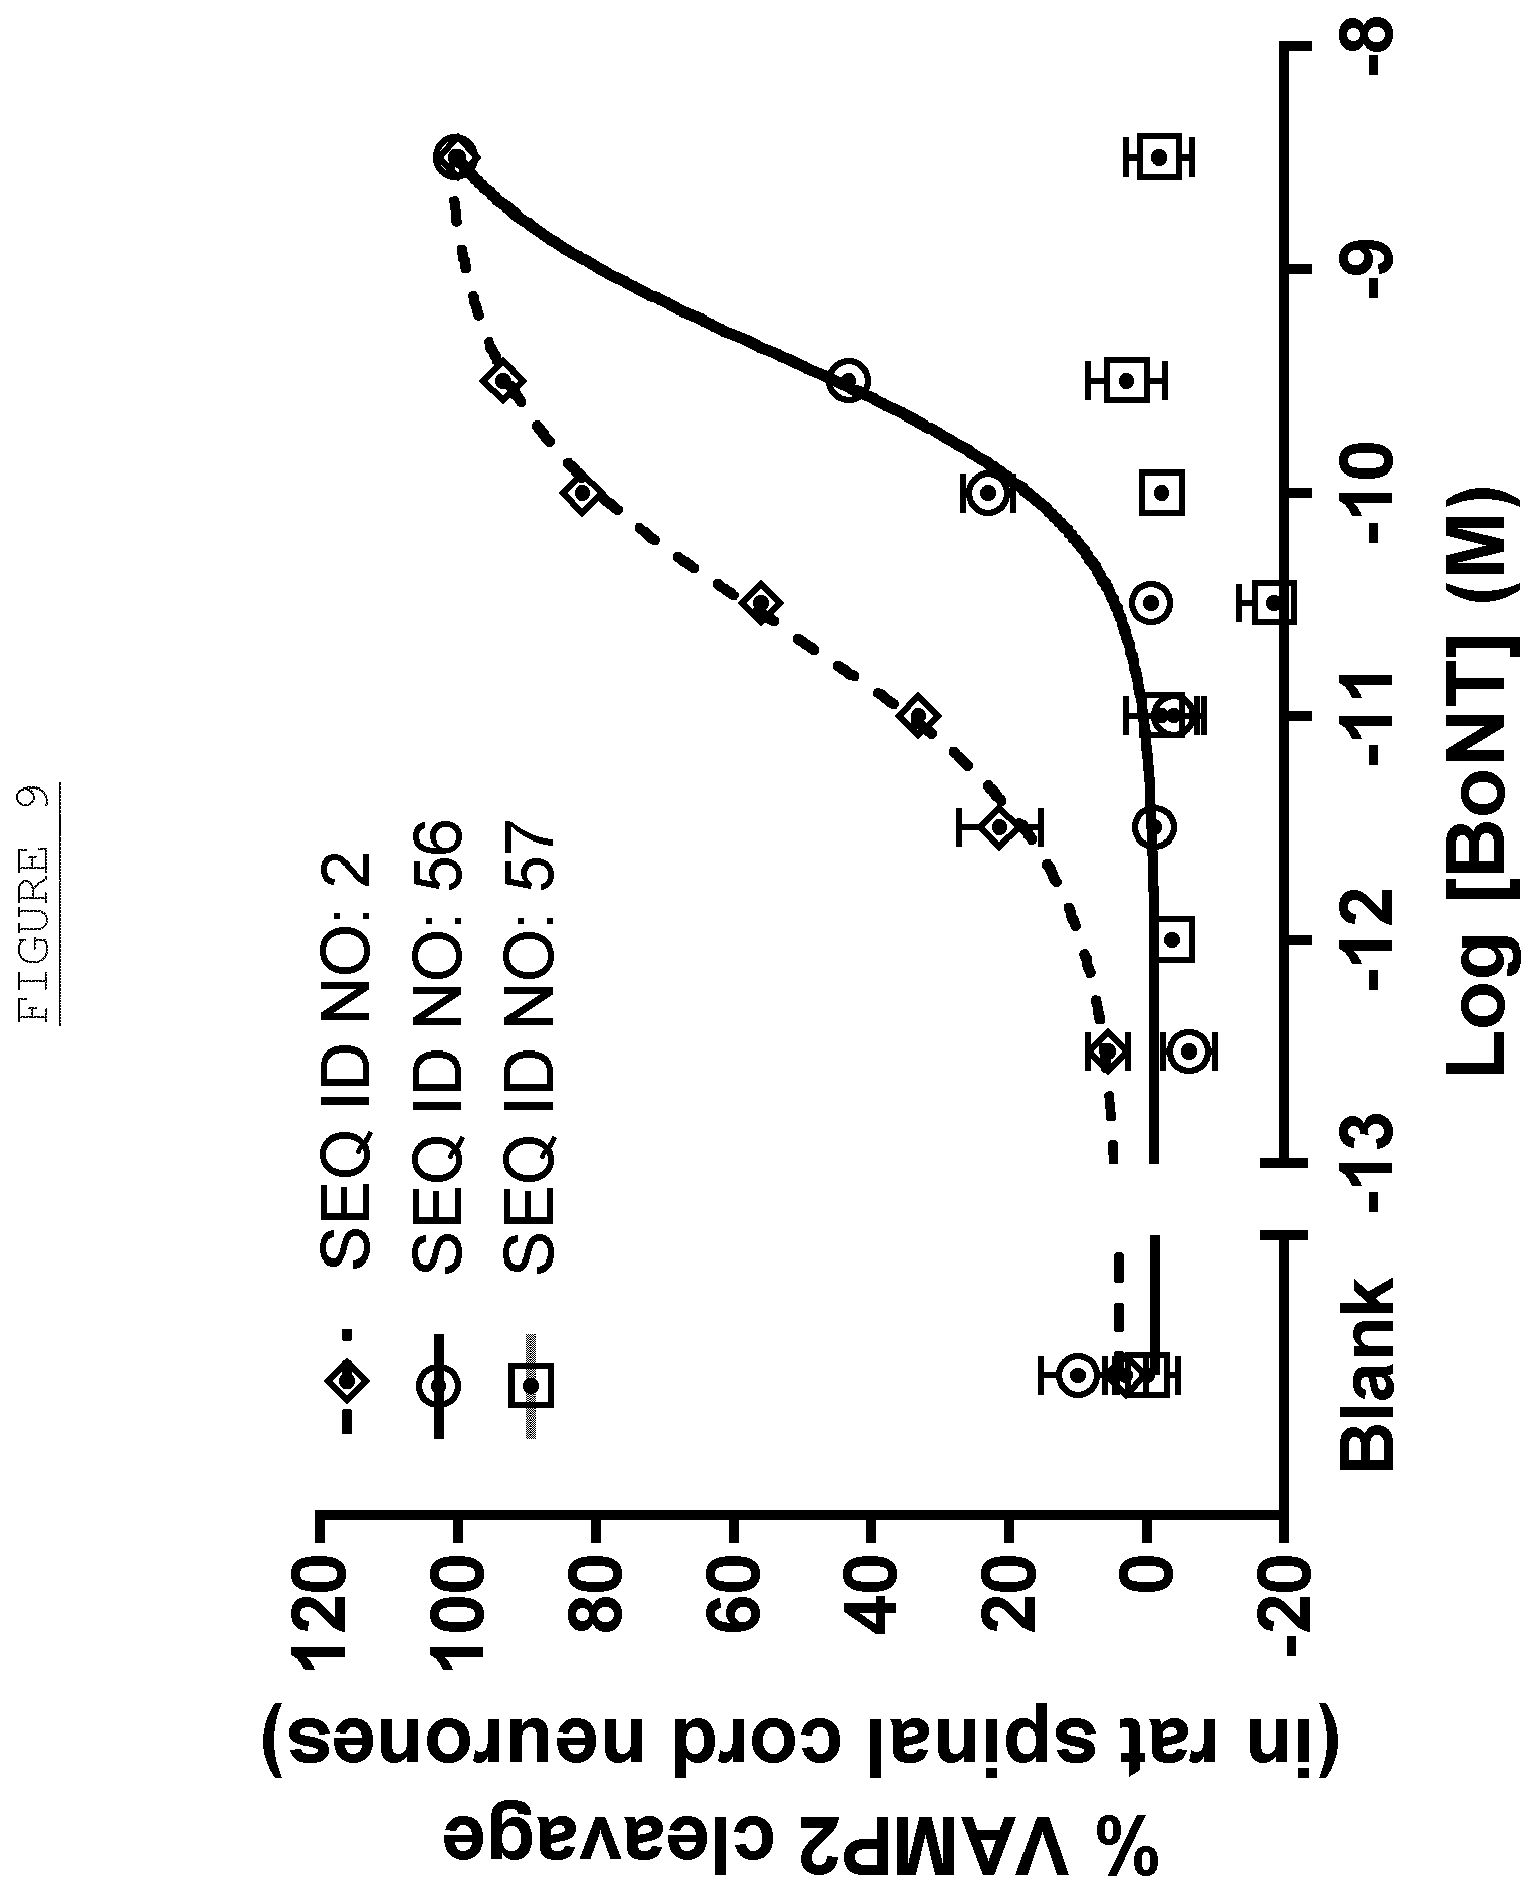 FIGURE 9
SEQ ID NO: 2
SEQ ID NO: 56
SEQ ID NO: 57
% VAMP2 cleavage
(in rat spinal cord neurones)
120
100
80
60
40
20
0
-20
Blank -13 -12 -11 -10 -9 -8
Log [BoNT] (M)